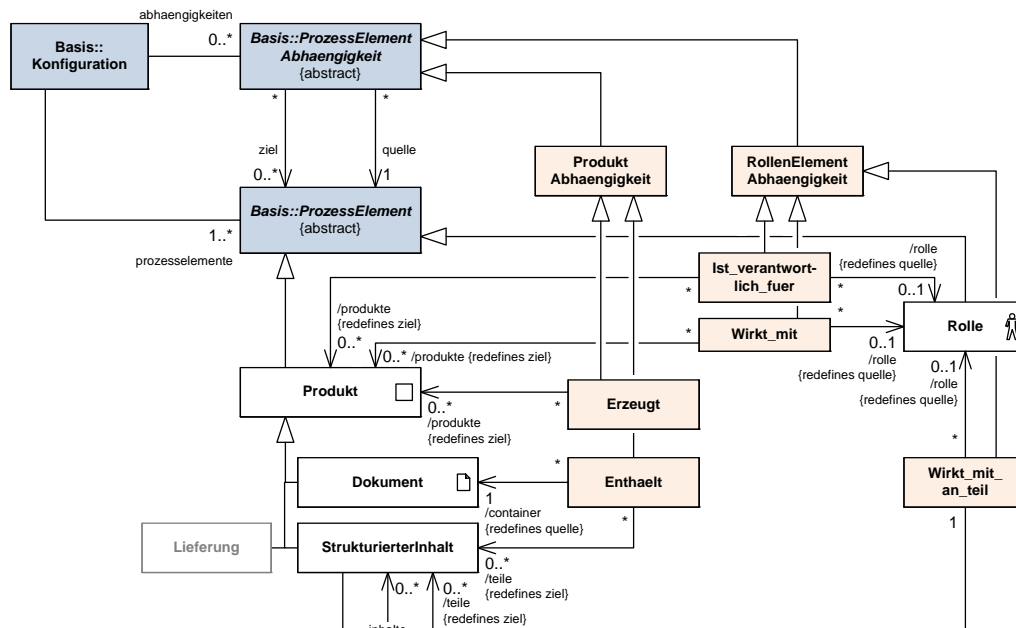 abhaengigkeiten
0..*
Basis::
Konfiguration
Basis::ProzessElement
Abhaengigkeit
{abstract}
*
*
ziel
quelle
0..*
1
Produkt
Abhaengigkeit
RollenElement
Abhaengigkeit
Basis::ProzessElement
{abstract}
1..*
prozesselemente
/rolle
{redefines quelle}
Ist_verantwort-
lich_fuer
*
*
0..1
/produkte
{redefines ziel}
0..*
*
Wirkt_mit
*
0..1
Rolle
0..* /produkte {redefines ziel}
/rolle
{redefines quelle}
0..1
/rolle
{redefines quelle}
Produkt
0..*
/produkte
{redefines ziel}
*
Erzeugt
*
Dokument
1
/container
{redefines quelle}
*
Enthaelt
*
Wirkt_mit_
an_teil
1
Lieferung
StrukturierterInhalt
0..*
/teile
{redefines ziel}
0..*
0..*
/teile
{redefines ziel}